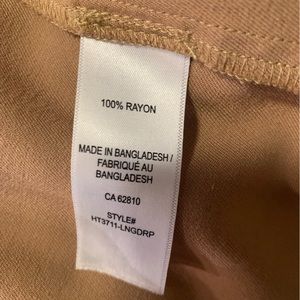 100% RAYON
MADE IN BANGLADESH /
FABRIQUÉ AU
BANGLADESH
CA 62810
STYLE#
HT3711-LNGDRP